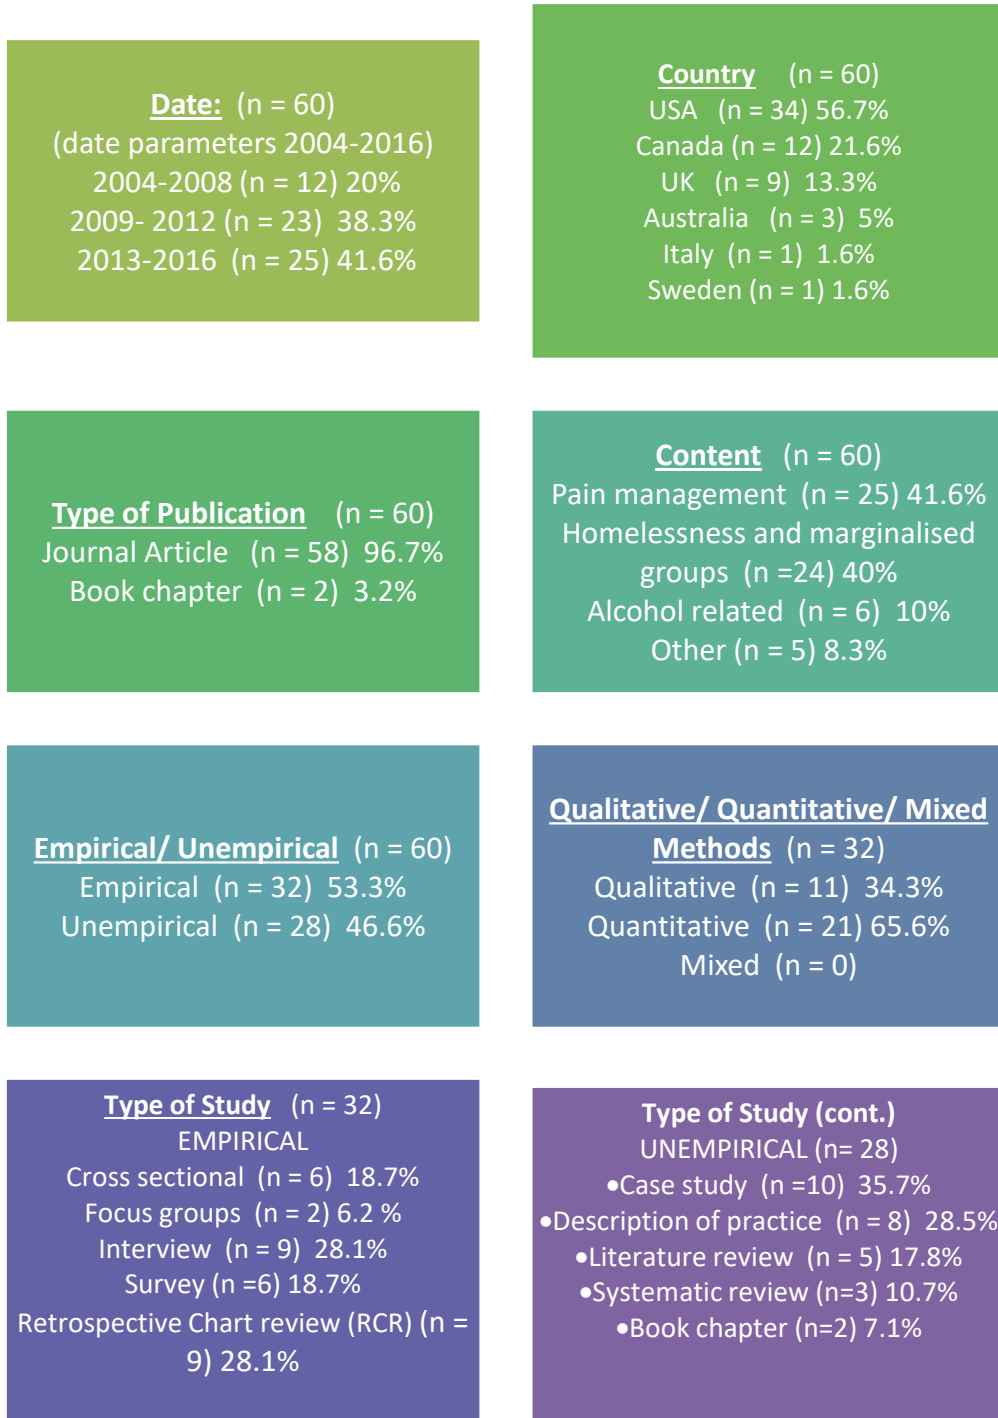 Date: (n = 60)
(date parameters 2004-2016)
2004-2008 (n = 12) 20%
2009- 2012 (n = 23) 38.3%
2013-2016 (n = 25) 41.6%
Country (n = 60)
USA (n = 34) 56.7%
Canada (n = 12) 21.6%
UK (n = 9) 13.3%
Australia (n = 3) 5%
Italy (n = 1) 1.6%
Sweden (n = 1) 1.6%
Type of Publication (n = 60)
Journal Article (n = 58) 96.7%
Book chapter (n = 2) 3.2%
Content (n = 60)
Pain management (n = 25) 41.6%
Homelessness and marginalised
groups (n =24) 40%
Alcohol related (n = 6) 10%
Other (n = 5) 8.3%
Empirical/ Unempirical (n = 60)
Empirical (n = 32) 53.3%
Unempirical (n = 28) 46.6%
Qualitative/ Quantitative/ Mixed
Methods (n = 32)
Qualitative (n = 11) 34.3%
Quantitative (n = 21) 65.6%
Mixed (n = 0)
Type of Study (n = 32)
EMPIRICAL
Cross sectional (n = 6) 18.7%
Focus groups (n = 2) 6.2 %
Interview (n = 9) 28.1%
Survey (n =6) 18.7%
Retrospective Chart review (RCR) (n =
9) 28.1%
Type of Study (cont.)
UNEMPIRICAL (n= 28)
•Case study (n =10) 35.7%
•Description of practice (n = 8) 28.5%
•Literature review (n = 5) 17.8%
•Systematic review (n=3) 10.7%
•Book chapter (n=2) 7.1%